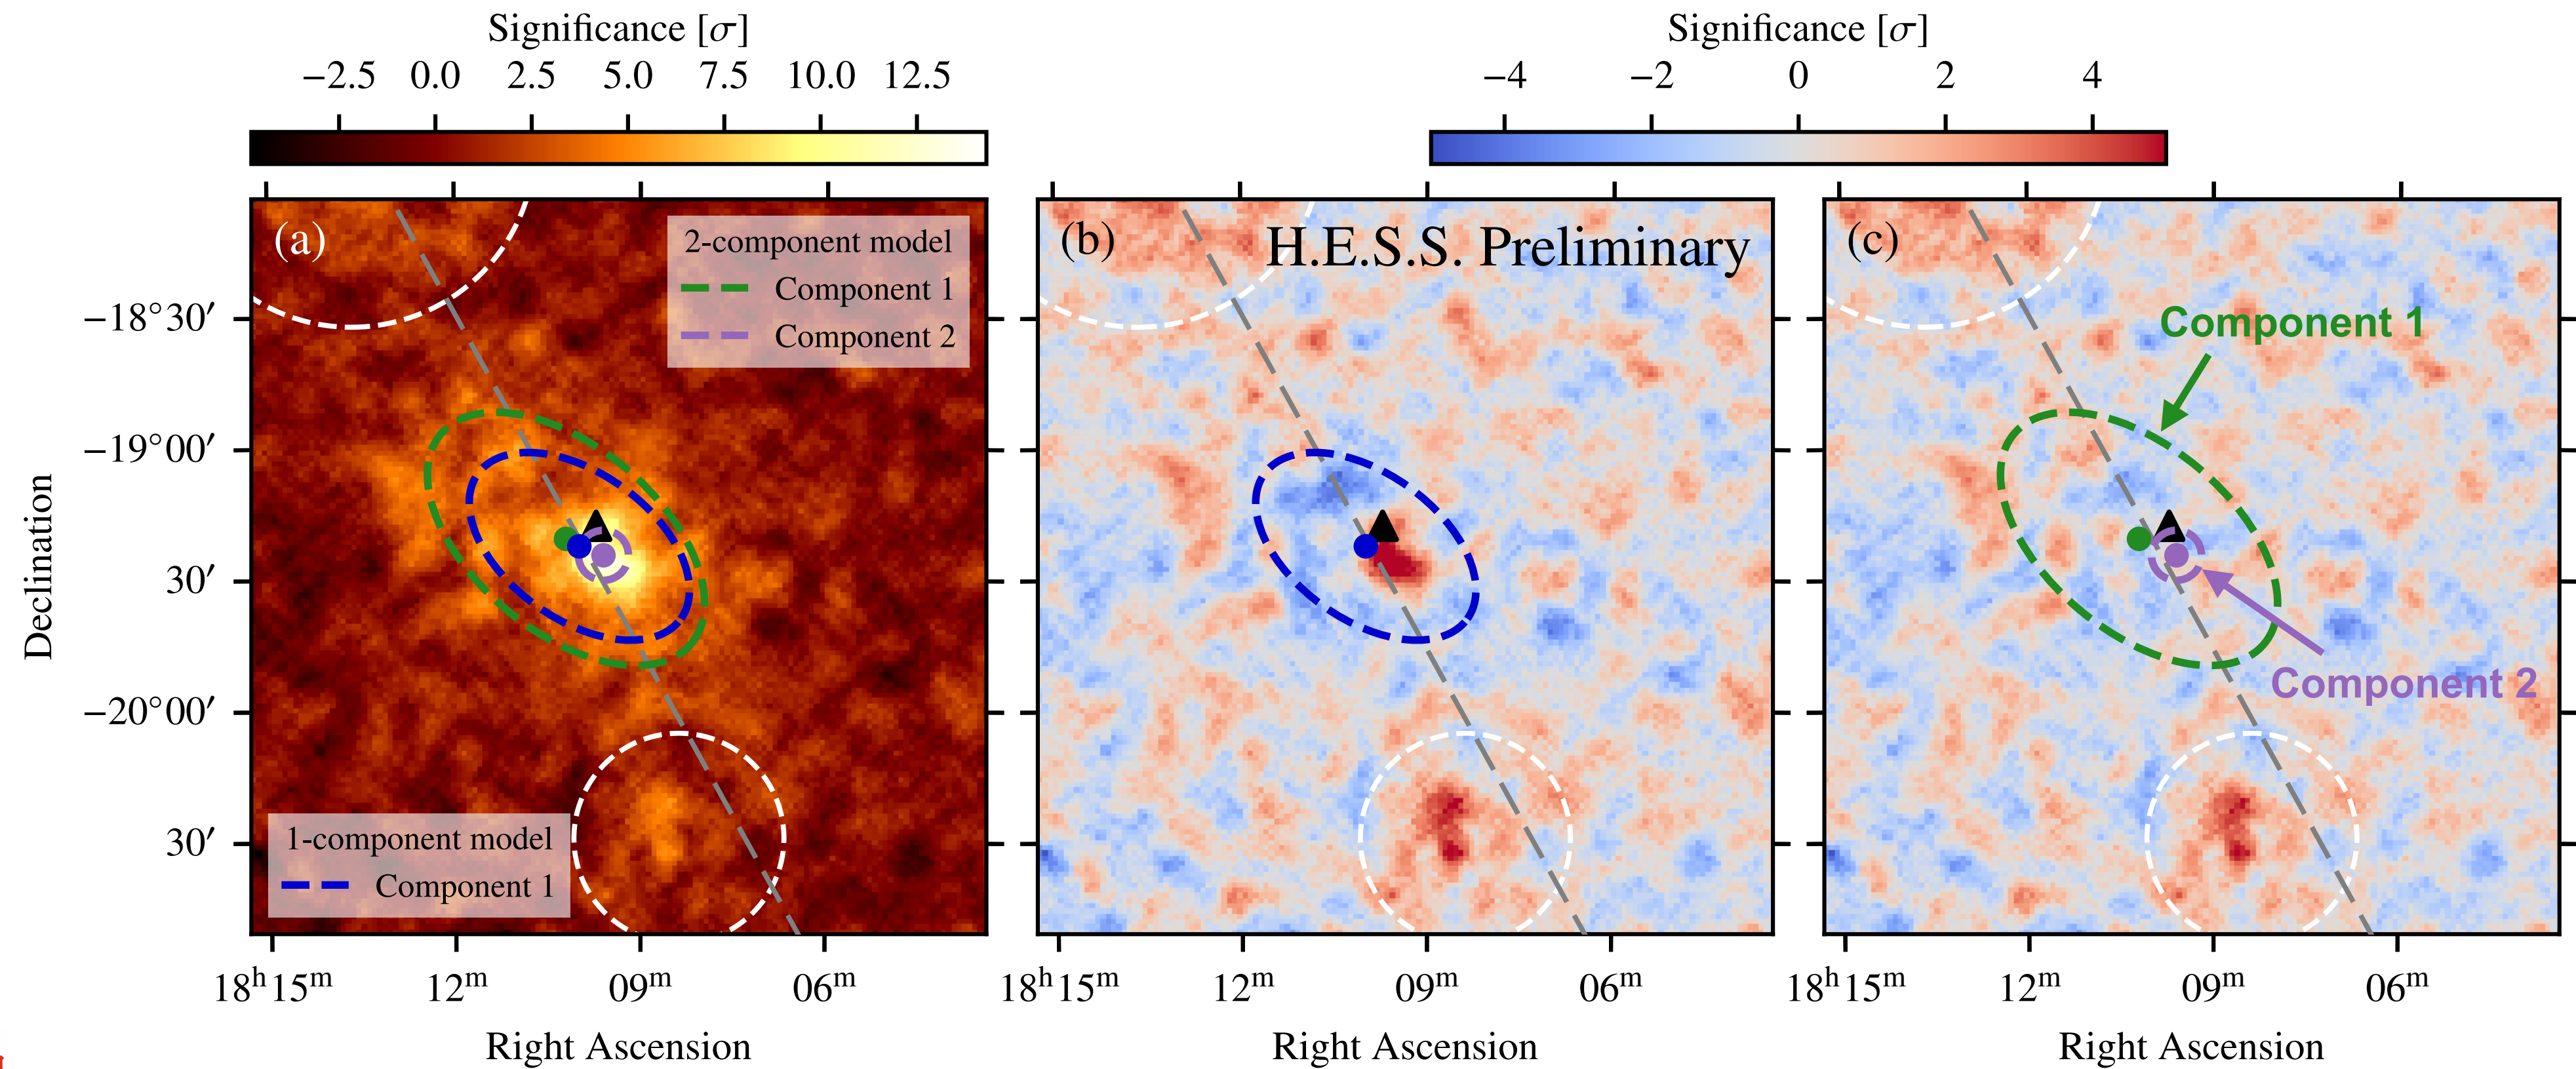 Significance [σ]
−2.5 0.0 2.5 5.0 7.5 10.0 12.5
Significance [σ]
−4 −2 0 2 4
(a)
2-component model
Component 1
Component 2
1-component model
Component 1
(b)
H.E.S.S. Preliminary
(c)
Component 1
Component 2
−18°30′
−19°00′
30′
−20°00′
30′
Declination
18ʰ15ᵐ 12ᵐ 09ᵐ 06ᵐ
18ʰ15ᵐ 12ᵐ 09ᵐ 06ᵐ
18ʰ15ᵐ 12ᵐ 09ᵐ 06ᵐ
Right Ascension
Right Ascension
Right Ascension